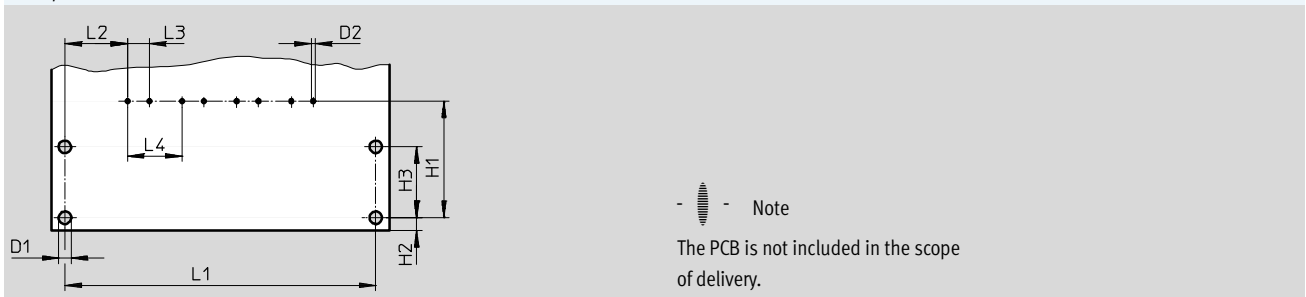 L2 L3 D2
L4
H3
H1
D1
H2
L1
- - Note
The PCB is not included in the scope
of delivery.